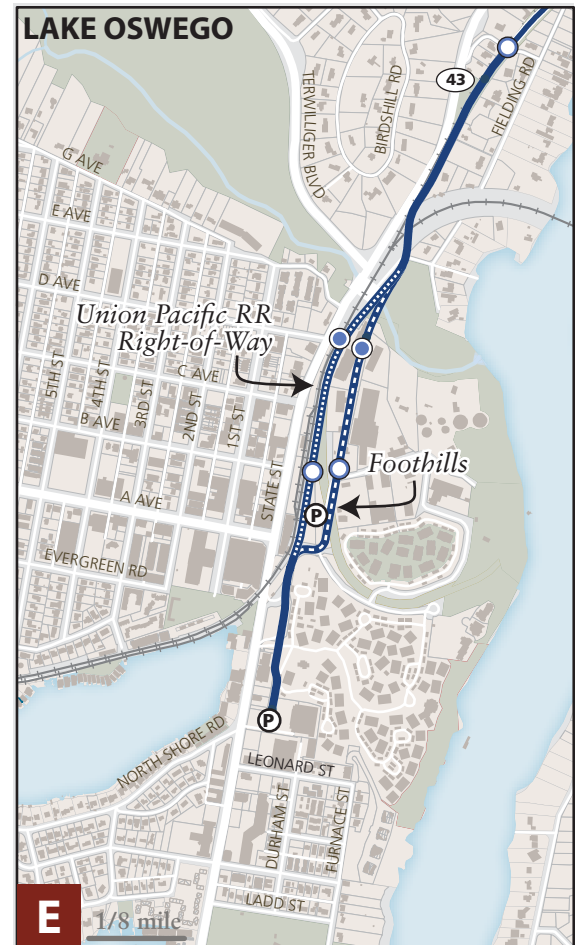 LAKE OSWEGO
43
TERWILLIGER BLVD
BIRDSHILL RD
FIELDING RD
G AVE
E AVE
D AVE
Union Pacific RR
Right-of-Way
C AVE
B AVE
A AVE
5TH ST
4TH ST
3RD ST
2ND ST
1ST ST
STATE ST
Foothills
P
EVERGREEN RD
P
NORTH SHORE RD
LEONARD ST
DURHAM ST
FURNACE ST
LADD ST
E
1/8 mile